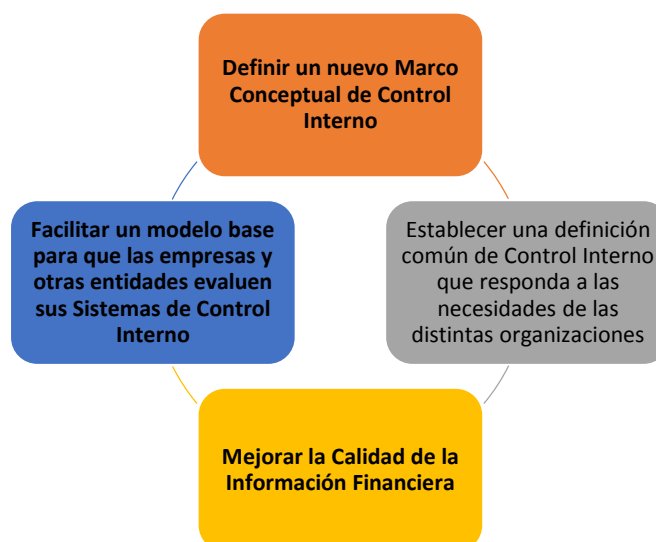 Definir un nuevo Marco
Conceptual de Control
Interno
Facilitar un modelo base
para que las empresas y
otras entidades evaluen
sus Sistemas de Control
Interno
Establecer una definición
común de Control Interno
que responda a las
necesidades de las
distintas organizaciones
Mejorar la Calidad de la
Información Financiera